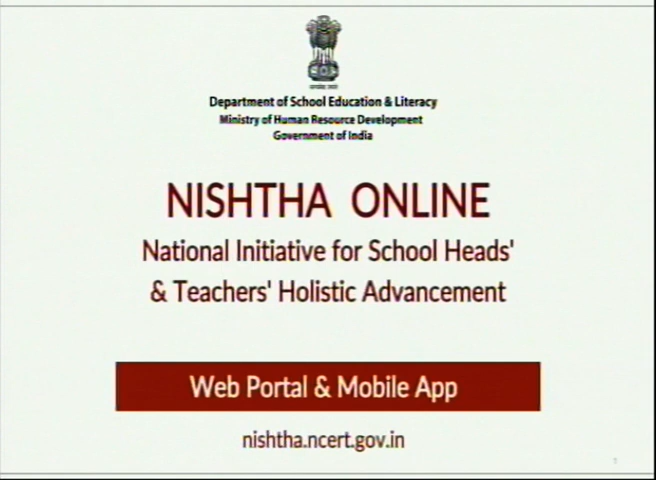 Department of School Education & Literacy
Ministry of Human Resource Development
Government of India
NISHTHA ONLINE
National Initiative for School Heads'
& Teachers' Holistic Advancement
Web Portal & Mobile App
nishtha.ncert.gov.in